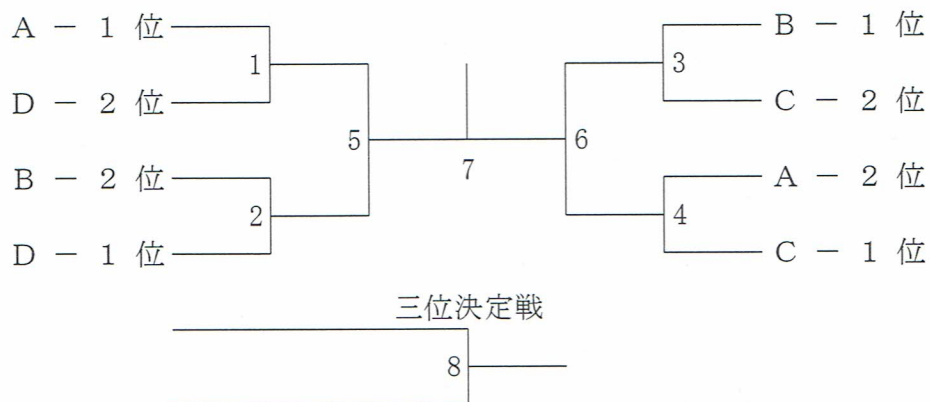 A － 1 位
B － 1 位
1
3
D － 2 位
C － 2 位
5
6
7
B － 2 位
A － 2 位
2
4
D － 1 位
C － 1 位
三位決定戦
8